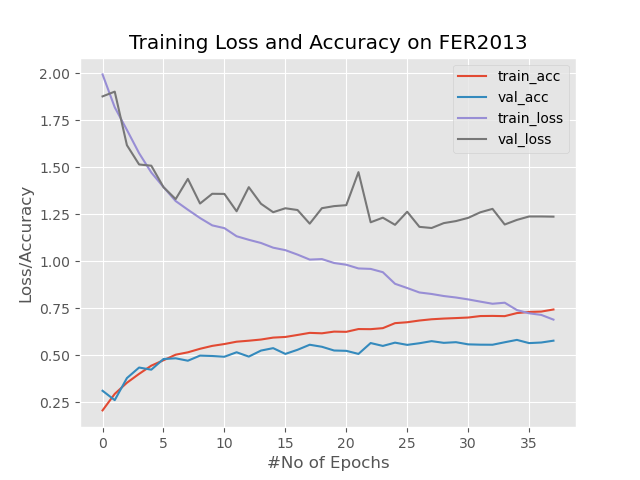 Training Loss and Accuracy on FER2013
train_acc
val_acc
train_loss
val_loss
Loss/Accuracy
2.00
1.75
1.50
1.25
1.00
0.75
0.50
0.25
0 5 10 15 20 25 30 35
#No of Epochs